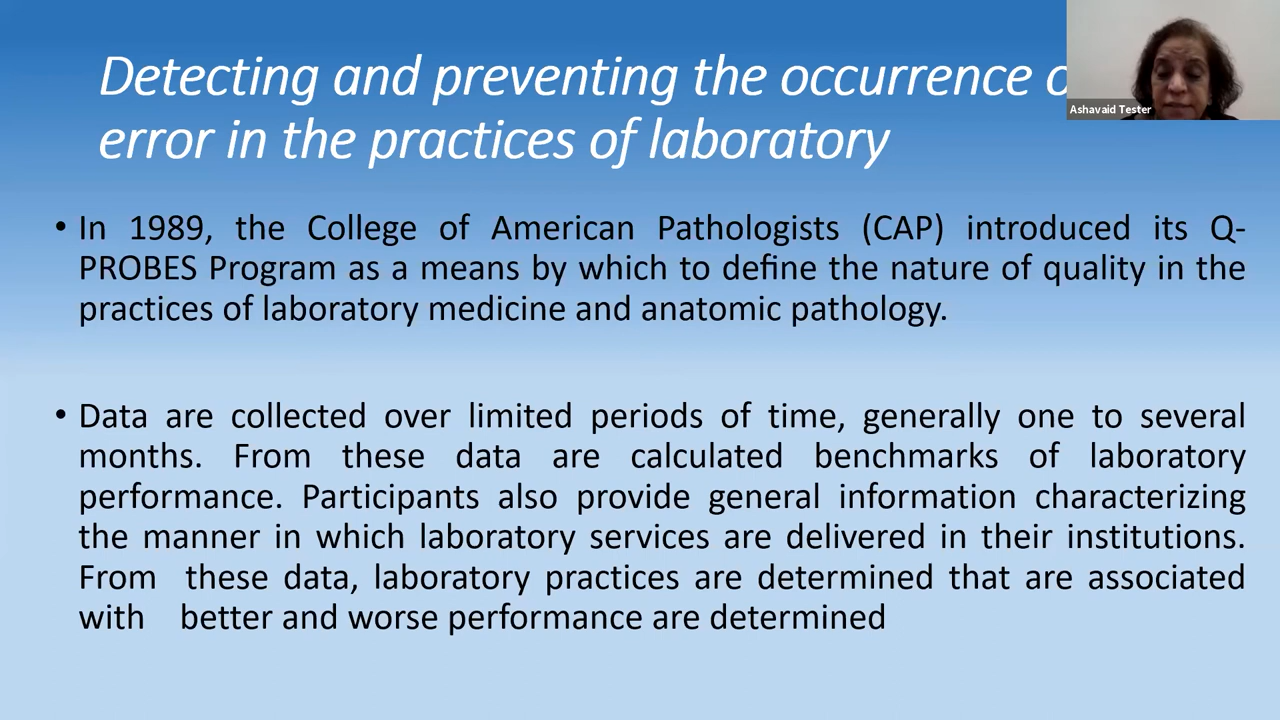 Detecting and preventing the occurrence
error in the practices of laboratory
Ashavaid Tester
• In 1989, the College of American Pathologists (CAP) introduced its Q-
PROBES Program as a means by which to define the nature of quality in the
practices of laboratory medicine and anatomic pathology.
• Data are collected over limited periods of time, generally one to several
months. From these data are calculated benchmarks of laboratory
performance. Participants also provide general information characterizing
the manner in which laboratory services are delivered in their institutions.
From these data, laboratory practices are determined that are associated
with better and worse performance are determined